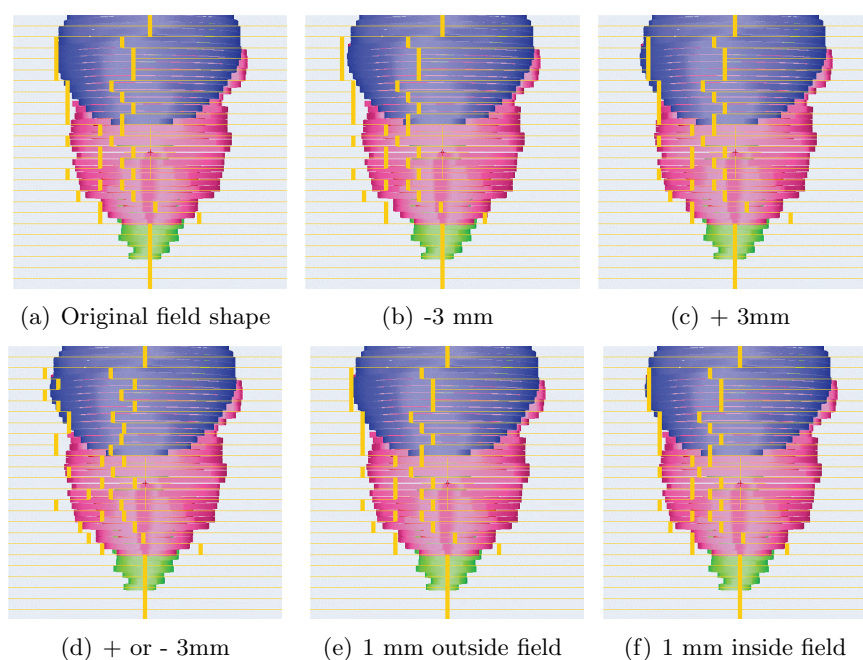 (a) Original field shape
(b) -3 mm
(c) + 3mm
(d) + or - 3mm
(e) 1 mm outside field
(f) 1 mm inside field